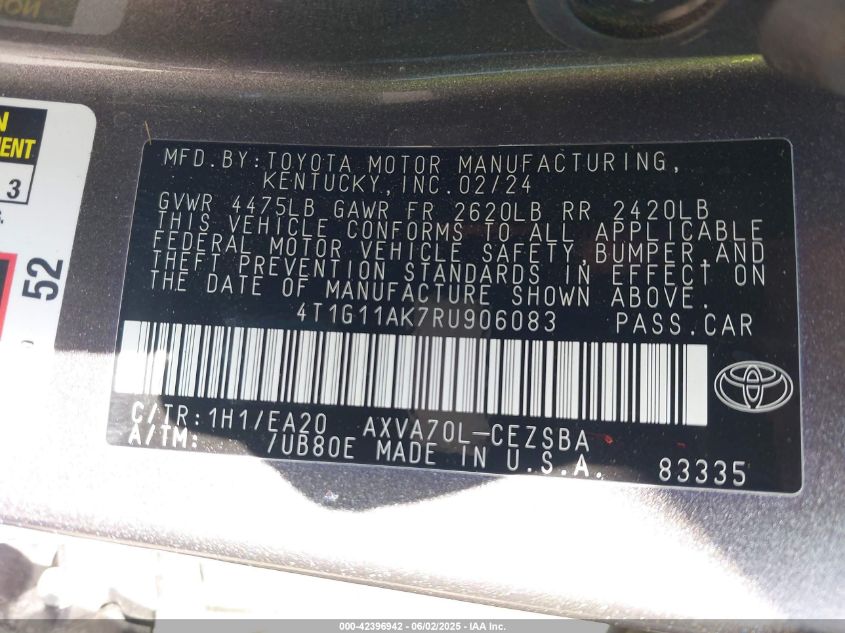 MFD. BY: TOYOTA MOTOR MANUFACTURING,
KENTUCKY, INC. 02/24
GVWR 4475LB GAWR FR 2620LB RR 2420LB
THIS VEHICLE CONFORMS TO ALL APPLICABLE
FEDERAL MOTOR VEHICLE SAFETY, BUMPER, AND
THEFT PREVENTION STANDARDS IN EFFECT ON
THE DATE OF MANUFACTURE SHOWN ABOVE.
4T1G11AK7RU906083 PASS. CAR
C/TR: 1H1/EA20 AXVA70L-CEZSBA
A/TM: /UB80E MADE IN U.S.A. 83335
3
52
000-42396942 - 06/02/2025 - IAA Inc.